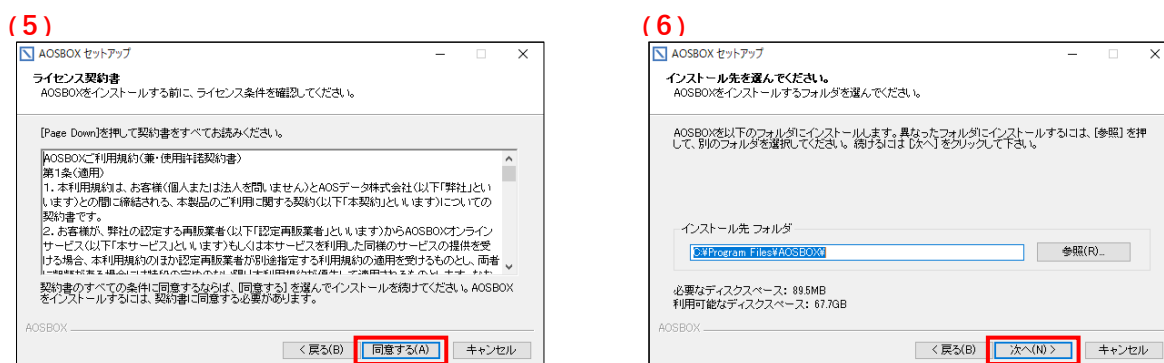 (5)
AOSBOX セットアップ
ライセンス契約書
AOSBOXをインストールする前に、ライセンス条件を確認してください。
[Page Down]を押して契約書をすべてお読みください。
AOSBOXご利用規約(兼・使用許諾契約書)
第1条(適用)
1. 本利用規約は、お客様(個人または法人を問いません)とAOSデータ株式会社(以下「弊社」とい
います)との間に締結される、本製品のご利用に関する契約(以下「本契約」といいます)についての
契約書です。
2. お客様が、弊社の認定する再販業者(以下「認定再販業者」といいます)からAOSBOXオンライン
サービス(以下「本サービス」といいます)もしくは本サービスを利用した同様のサービスの提供を受
ける場合、本利用規約のほか認定再販業者が別途指定する利用規約の適用を受けるものとし、両者
契約書のすべての条件に同意するならば、[同意する] を選んでインストールを続けてください。AOSBOX
をインストールするには、契約書に同意する必要があります。
AOSBOX
< 戻る(B)
同意する(A)
キャンセル
(6)
AOSBOX セットアップ
インストール先を選んでください。
AOSBOXをインストールするフォルダを選んでください。
AOSBOXを以下のフォルダにインストールします。異なったフォルダにインストールするには、[参照] を押
して、別のフォルダを選択してください。続けるには [次へ] をクリックして下さい。
インストール先 フォルダ
C:¥Program Files¥AOSBOX¥
参照(R)...
必要なディスクスペース: 89.5MB
利用可能なディスクスペース: 67.7GB
AOSBOX
< 戻る(B)
次へ(N) >
キャンセル